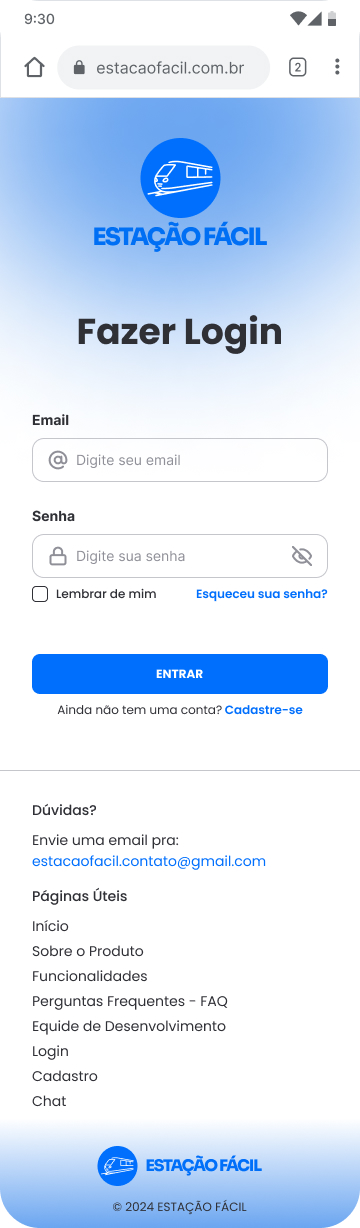 9:30
estacaofacil.com.br
2
ESTAÇÃO FÁCIL
Fazer Login
Email
Digite seu email
Senha
Digite sua senha
Lembrar de mim Esqueceu sua senha?
ENTRAR
Ainda não tem uma conta? Cadastre-se
Dúvidas?
Envie uma email pra:
estacaofacil.contato@gmail.com
Páginas Úteis
Início
Sobre o Produto
Funcionalidades
Perguntas Frequentes - FAQ
Equide de Desenvolvimento
Login
Cadastro
Chat
ESTAÇÃO FÁCIL
© 2024 ESTAÇÃO FÁCIL